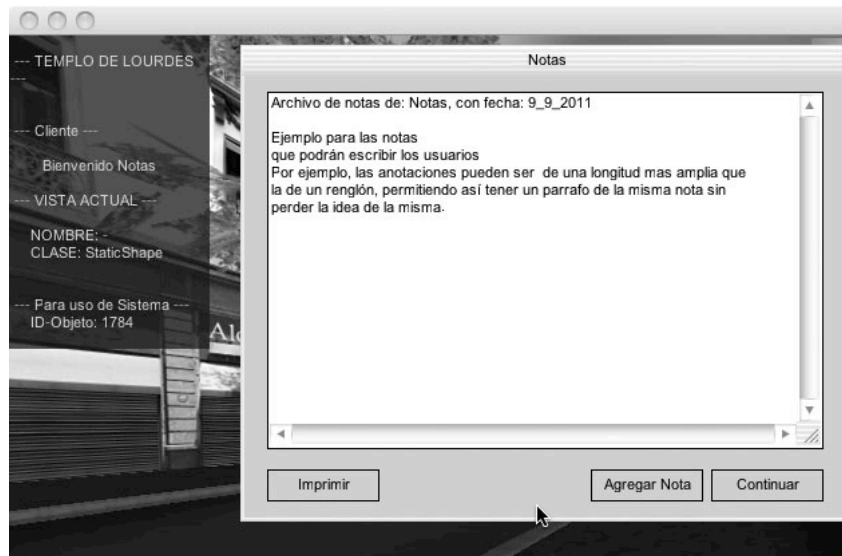 --- TEMPLO DE LOURDES
---
--- Cliente ---
Bienvenido Notas
--- VISTA ACTUAL ---
NOMBRE: -
CLASE: StaticShape
--- Para uso de Sistema ---
ID-Objeto: 1784
Notas
Archivo de notas de: Notas, con fecha: 9_9_2011
Ejemplo para las notas
que podrán escribir los usuarios
Por ejemplo, las anotaciones pueden ser  de una longitud mas amplia que
la de un renglón, permitiendo así tener un parrafo de la misma nota sin
perder la idea de la misma.
Imprimir
Agregar Nota
Continuar